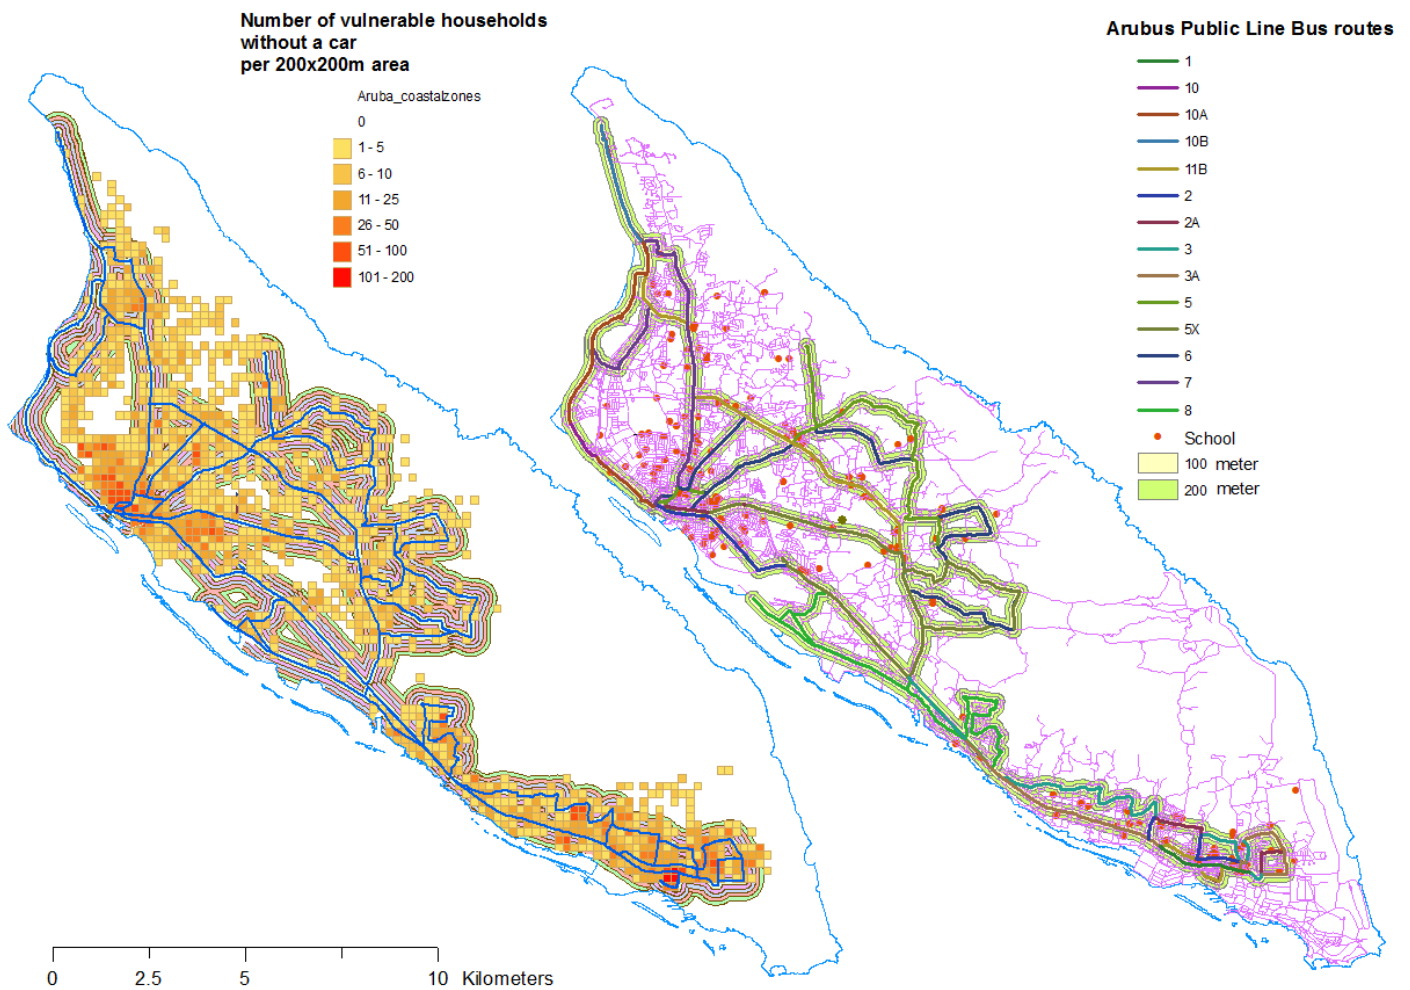 Number of vulnerable households
without a car
per 200x200m area
Aruba_coastalzones
0
1 - 5
6 - 10
11 - 25
26 - 50
51 - 100
101 - 200
0 2.5 5 10 Kilometers
Arubus Public Line Bus routes
1
10
10A
10B
11B
2
2A
3
3A
5
5X
6
7
8
School
100 meter
200 meter